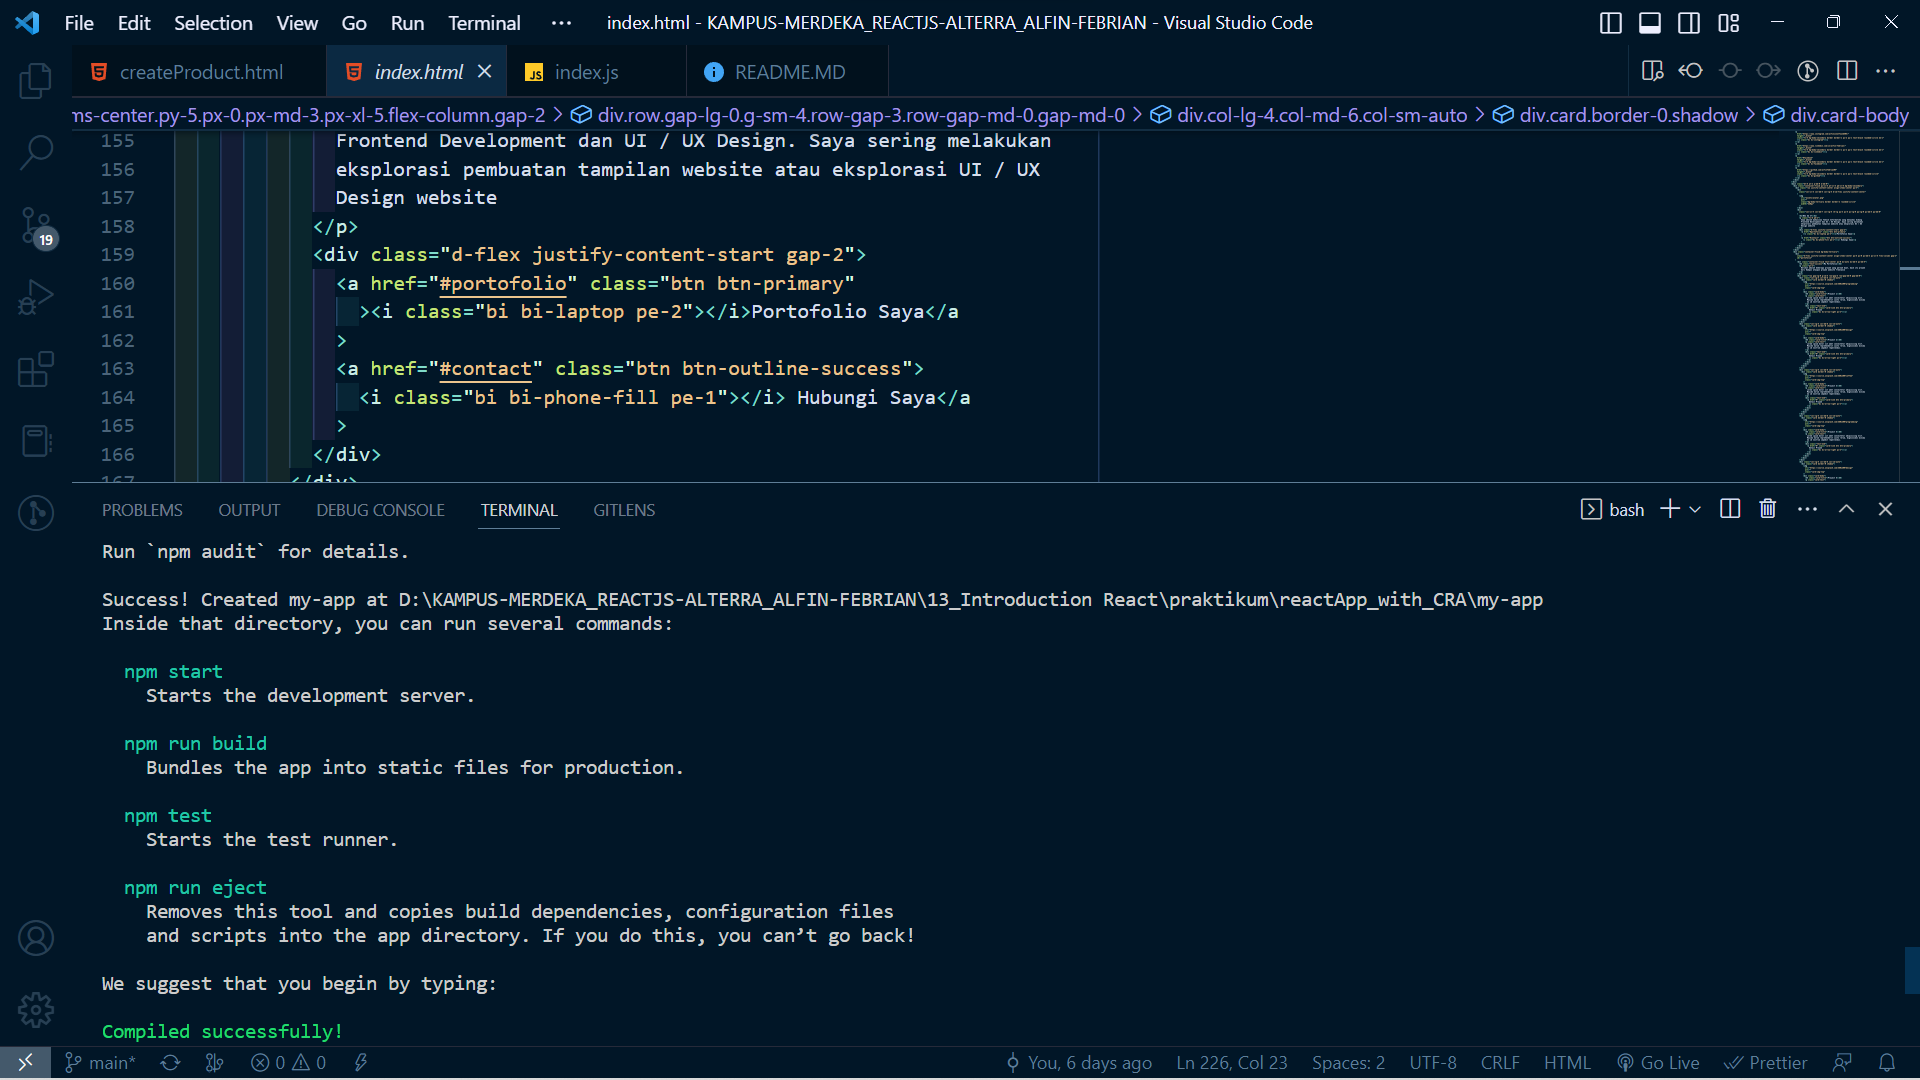 File Edit Selection View Go Run Terminal ··· index.html - KAMPUS-MERDEKA_REACTJS-ALTERRA_ALFIN-FEBRIAN - Visual Studio Code
createProduct.html index.html index.js README.MD
ms-center.py-5.px-0.px-md-3.px-xl-5.flex-column.gap-2 > div.row.gap-lg-0.g-sm-4.row-gap-3.row-gap-md-0.gap-md-0 > div.col-lg-4.col-md-6.col-sm-auto > div.card.border-0.shadow > div.card-body
155 Frontend Development dan UI / UX Design. Saya sering melakukan
156 eksplorasi pembuatan tampilan website atau eksplorasi UI / UX
157 Design website
158 </p>
159 <div class="d-flex justify-content-start gap-2">
160 <a href="#portofolio" class="btn btn-primary"
161 ><i class="bi bi-laptop pe-2"></i>Portofolio Saya</a
162 >
163 <a href="#contact" class="btn btn-outline-success">
164 <i class="bi bi-phone-fill pe-1"></i> Hubungi Saya</a
165 >
166 </div>
167 </div>
PROBLEMS OUTPUT DEBUG CONSOLE TERMINAL GITLENS bash
Run `npm audit` for details.
Success! Created my-app at D:\KAMPUS-MERDEKA_REACTJS-ALTERRA_ALFIN-FEBRIAN\13_Introduction React\praktikum\reactApp_with_CRA\my-app
Inside that directory, you can run several commands:
npm start
Starts the development server.
npm run build
Bundles the app into static files for production.
npm test
Starts the test runner.
npm run eject
Removes this tool and copies build dependencies, configuration files
and scripts into the app directory. If you do this, you can’t go back!
We suggest that you begin by typing:
Compiled successfully!
19
main* 0 0 You, 6 days ago Ln 226, Col 23 Spaces: 2 UTF-8 CRLF HTML Go Live Prettier